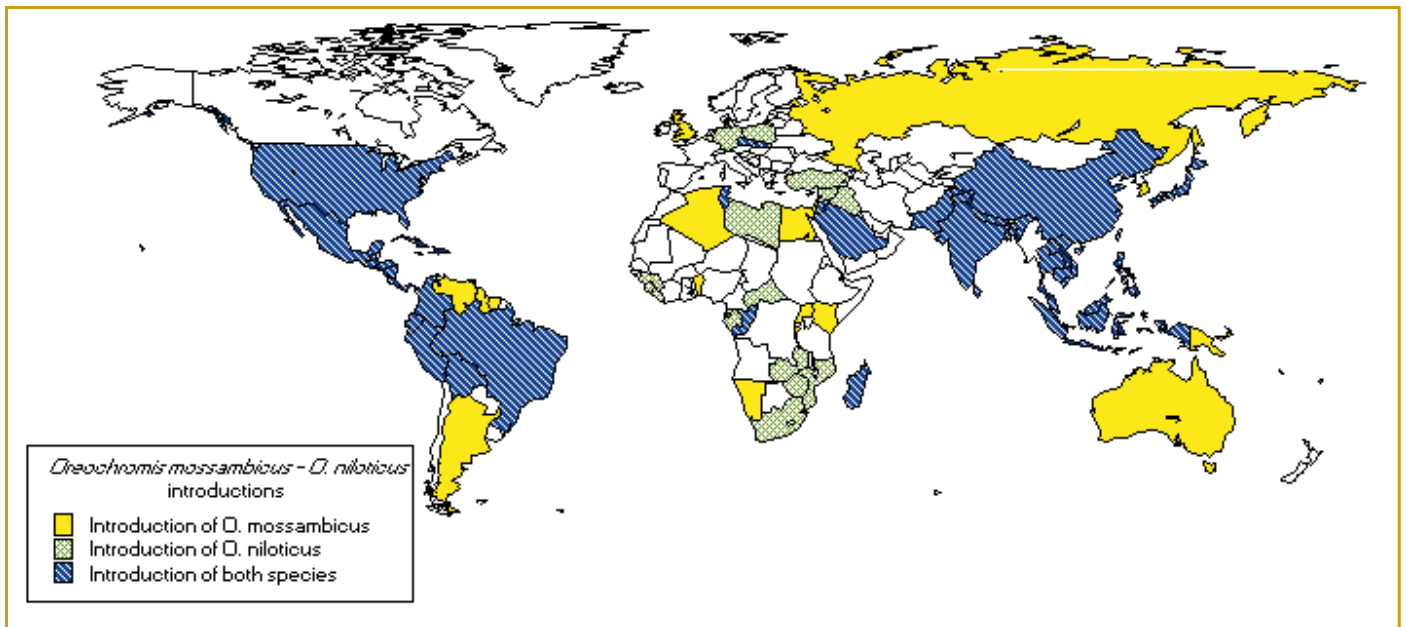 Oreochromis mossambicus - O. niloticus
introductions
Introduction of O. mossambicus
Introduction of O. niloticus
Introduction of both species